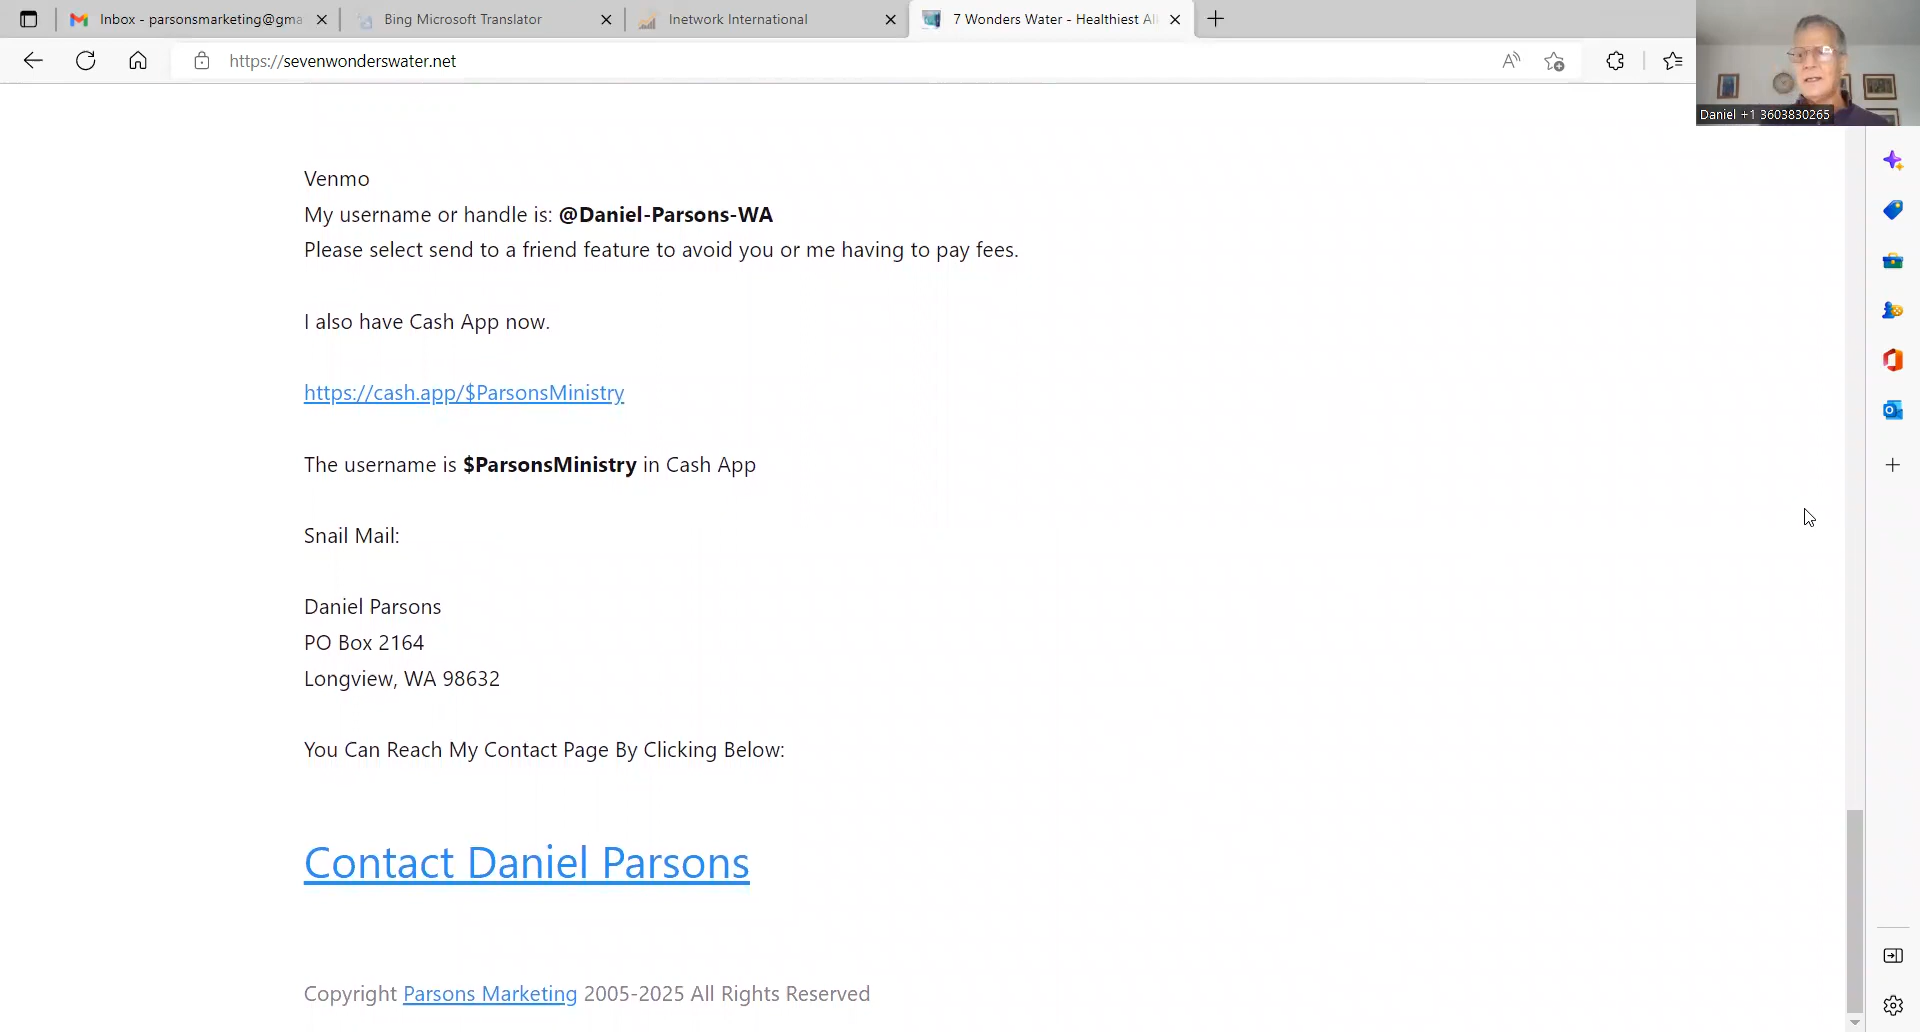 Inbox - parsonsmarketing@gma
Bing Microsoft Translator
Inetwork International
7 Wonders Water - Healthiest Al
https://sevenwonderswater.net
Daniel +1 3603830265
Venmo
My username or handle is: @Daniel-Parsons-WA
Please select send to a friend feature to avoid you or me having to pay fees.
I also have Cash App now.
https://cash.app/$ParsonsMinistry
The username is $ParsonsMinistry in Cash App
Snail Mail:
Daniel Parsons
PO Box 2164
Longview, WA 98632
You Can Reach My Contact Page By Clicking Below:
Contact Daniel Parsons
Copyright Parsons Marketing 2005-2025 All Rights Reserved